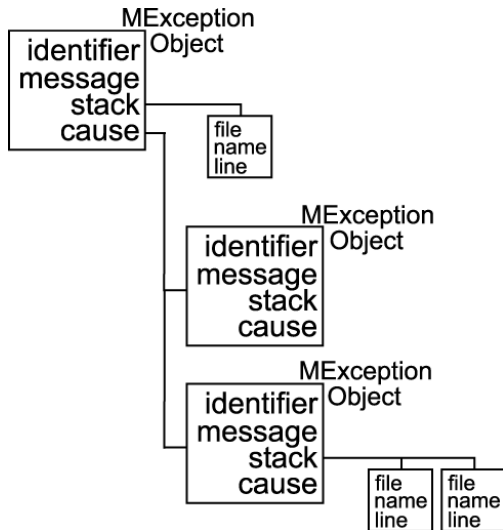 MException
Object
identifier
message
stack
cause
file
name
line
MException
Object
identifier
message
stack
cause
MException
Object
identifier
message
stack
cause
file
name
line
file
name
line